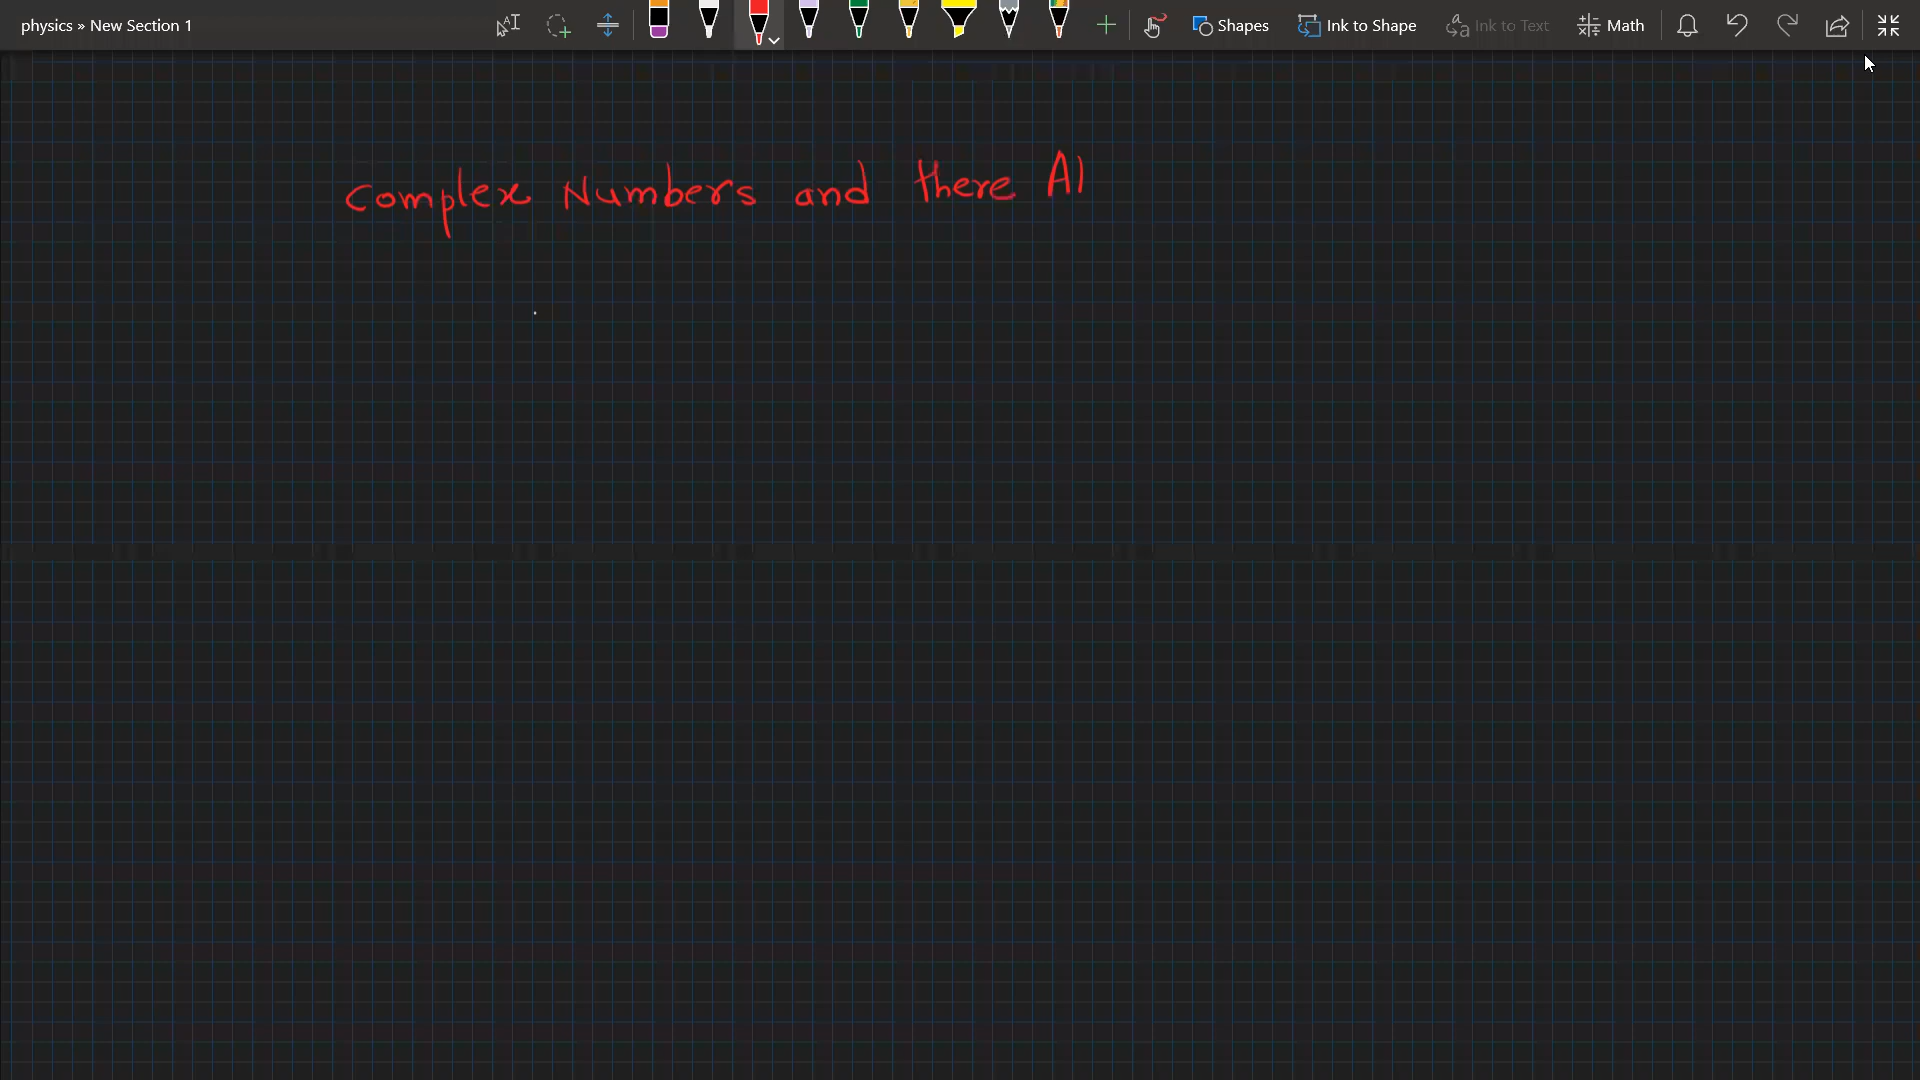 physics » New Section 1
Shapes
Ink to Shape
Ink to Text
Math
Complex Numbers and there Al